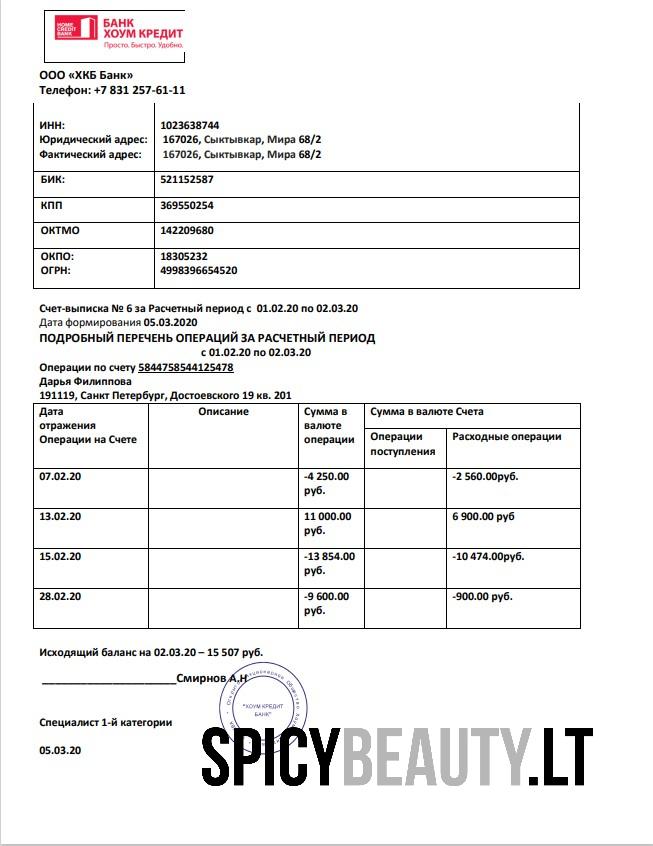 HOME
CREDIT
BANK
БАНК
ХОУМ КРЕДИТ
Просто. Быстро. Удобно.
ООО «ХКБ Банк»
Телефон: +7 831 257-61-11
ИНН: 1023638744
Юридический адрес: 167026, Сыктывкар, Мира 68/2
Фактический адрес: 167026, Сыктывкар, Мира 68/2
БИК: 521152587
КПП 369550254
ОКТМО 142209680
ОКПО: 18305232
ОГРН: 4998396654520
Счет-выписка № 6 за Расчетный период с 01.02.20 по 02.03.20
Дата формирования 05.03.2020
ПОДРОБНЫЙ ПЕРЕЧЕНЬ ОПЕРАЦИЙ ЗА РАСЧЕТНЫЙ ПЕРИОД
с 01.02.20 по 02.03.20
Операции по счету 5844758544125478
Дарья Филиппова
191119, Санкт Петербург, Достоевского 19 кв. 201
Дата
отражения
Операции на Счете
Описание
Сумма в
валюте
операции
Сумма в валюте Счета
Операции
поступления
Расходные операции
07.02.20 -4 250.00 -2 560.00руб.
руб.
13.02.20 11 000.00 6 900.00 руб
руб.
15.02.20 -13 854.00 -10 474.00руб.
руб.
28.02.20 -9 600.00 -900.00 руб.
руб.
Исходящий баланс на 02.03.20 – 15 507 руб.
____________________Смирнов А.Н
"ХОУМ КРЕДИТ
БАНК"
Специалист 1-й категории
05.03.20
SPICYBEAUTY.LT